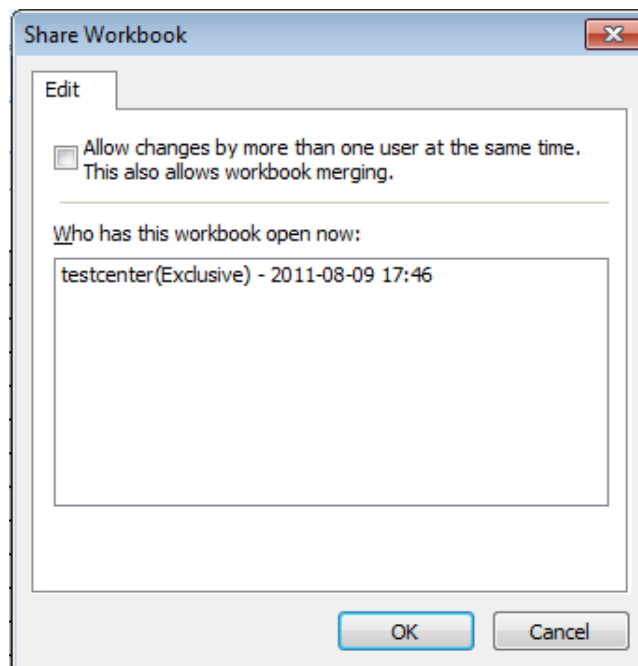 Share Workbook
Edit
Allow changes by more than one user at the same time.
This also allows workbook merging.
Who has this workbook open now:
testcenter(Exclusive) - 2011-08-09 17:46
OK
Cancel